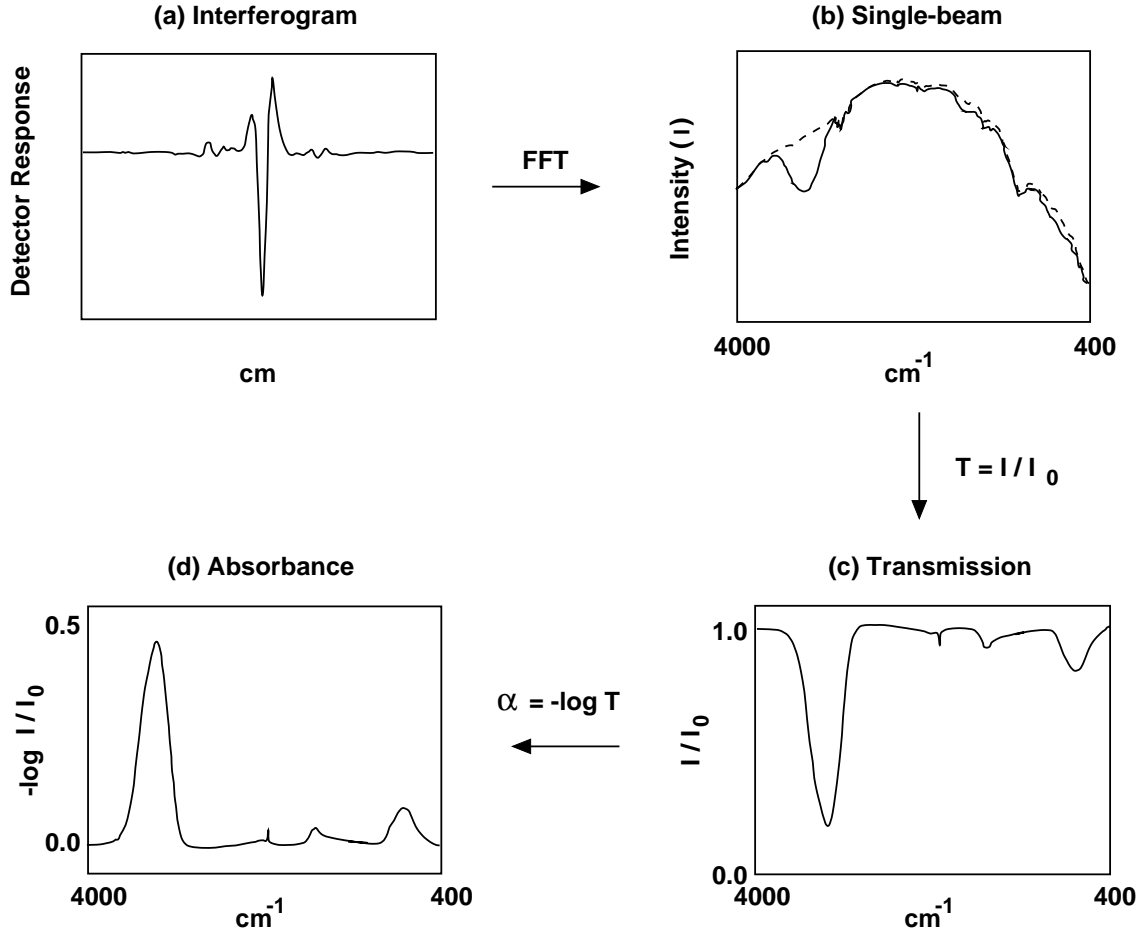 (a) Interferogram
Detector Response
cm
FFT
(b) Single-beam
Intensity ( I )
4000
400
cm-1
T = I / I 0
(d) Absorbance
-log I / I0
0.5
0.0
4000
400
cm-1
α = -log T
(c) Transmission
I / I0
1.0
0.0
4000
400
cm-1